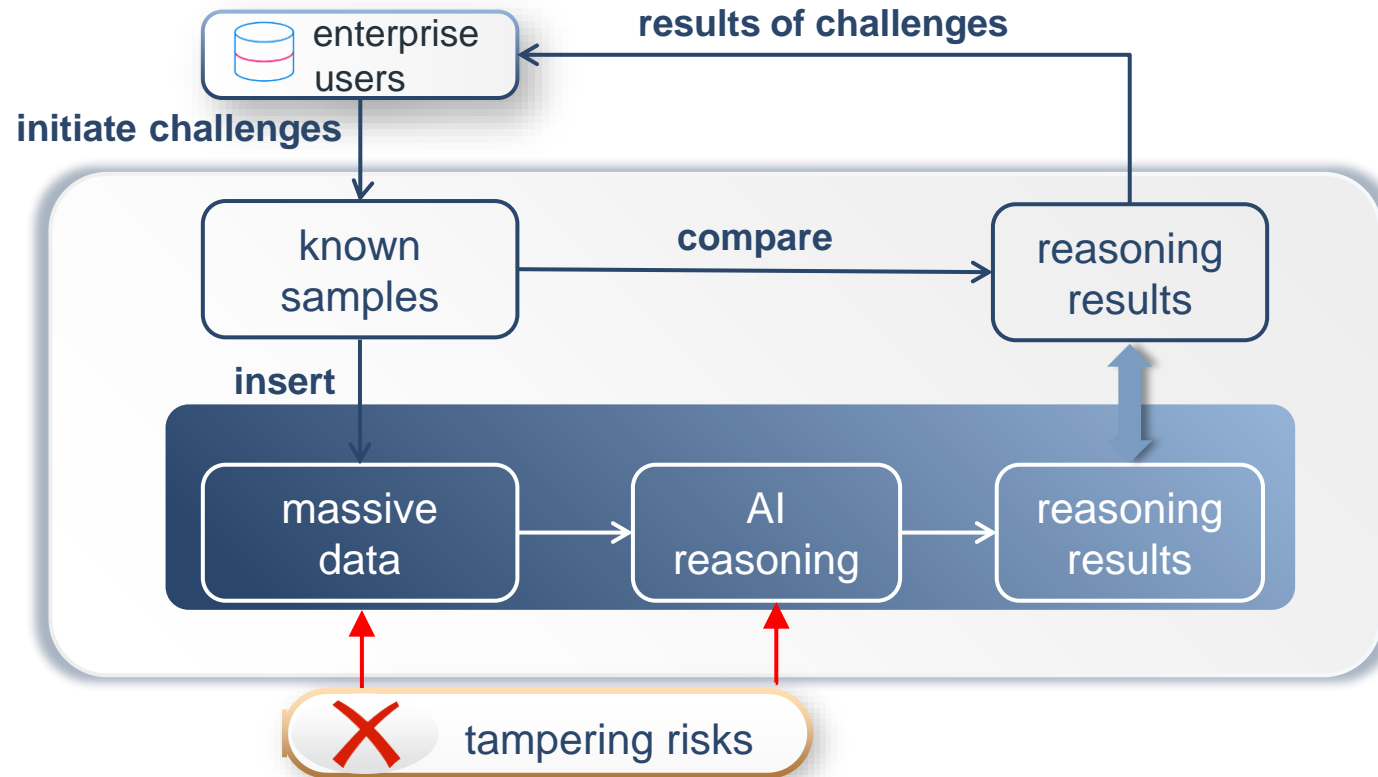 enterprise
users
results of challenges
initiate challenges
known
samples
compare
reasoning
results
insert
massive
data
AI
reasoning
reasoning
results
tampering risks